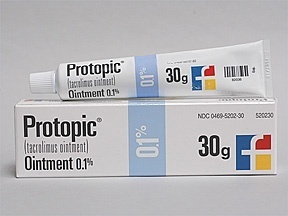 Protopic®
(tacrolimus ointment)
Ointment 0.1%
0.1%
30g
Protopic®
(tacrolimus ointment)
Ointment 0.1%
0.1%
NDC 0469-5202-30 520230
30g